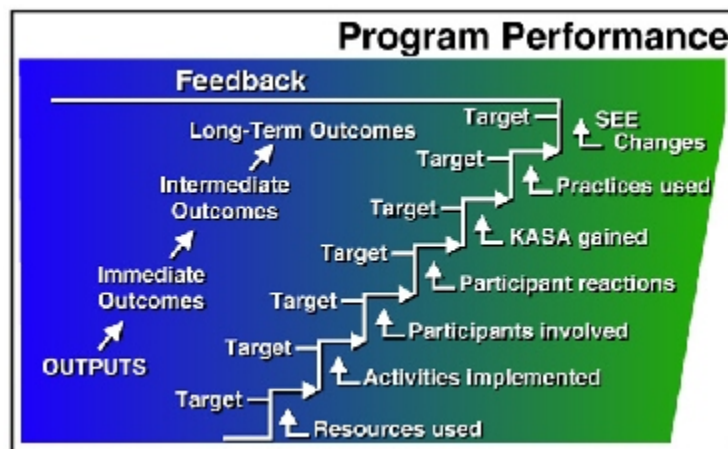 Program Performance
Feedback
Long-Term Outcomes
Intermediate
Outcomes
Immediate
Outcomes
OUTPUTS
Target
SEE
Changes
Target
Practices used
Target
KASA gained
Target
Participant reactions
Target
Participants involved
Target
Activities implemented
Target
Resources used